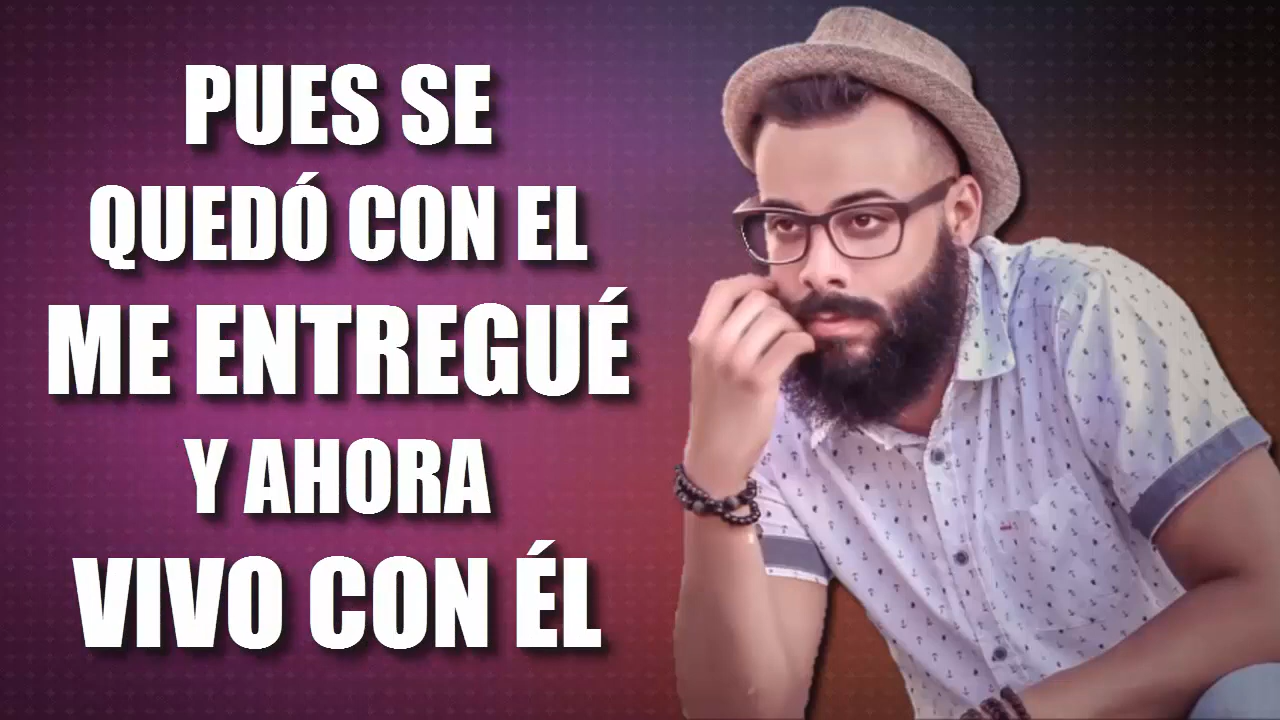 PUES SE
QUEDÓ CON EL
ME ENTREGUÉ
Y AHORA
VIVO CON ÉL